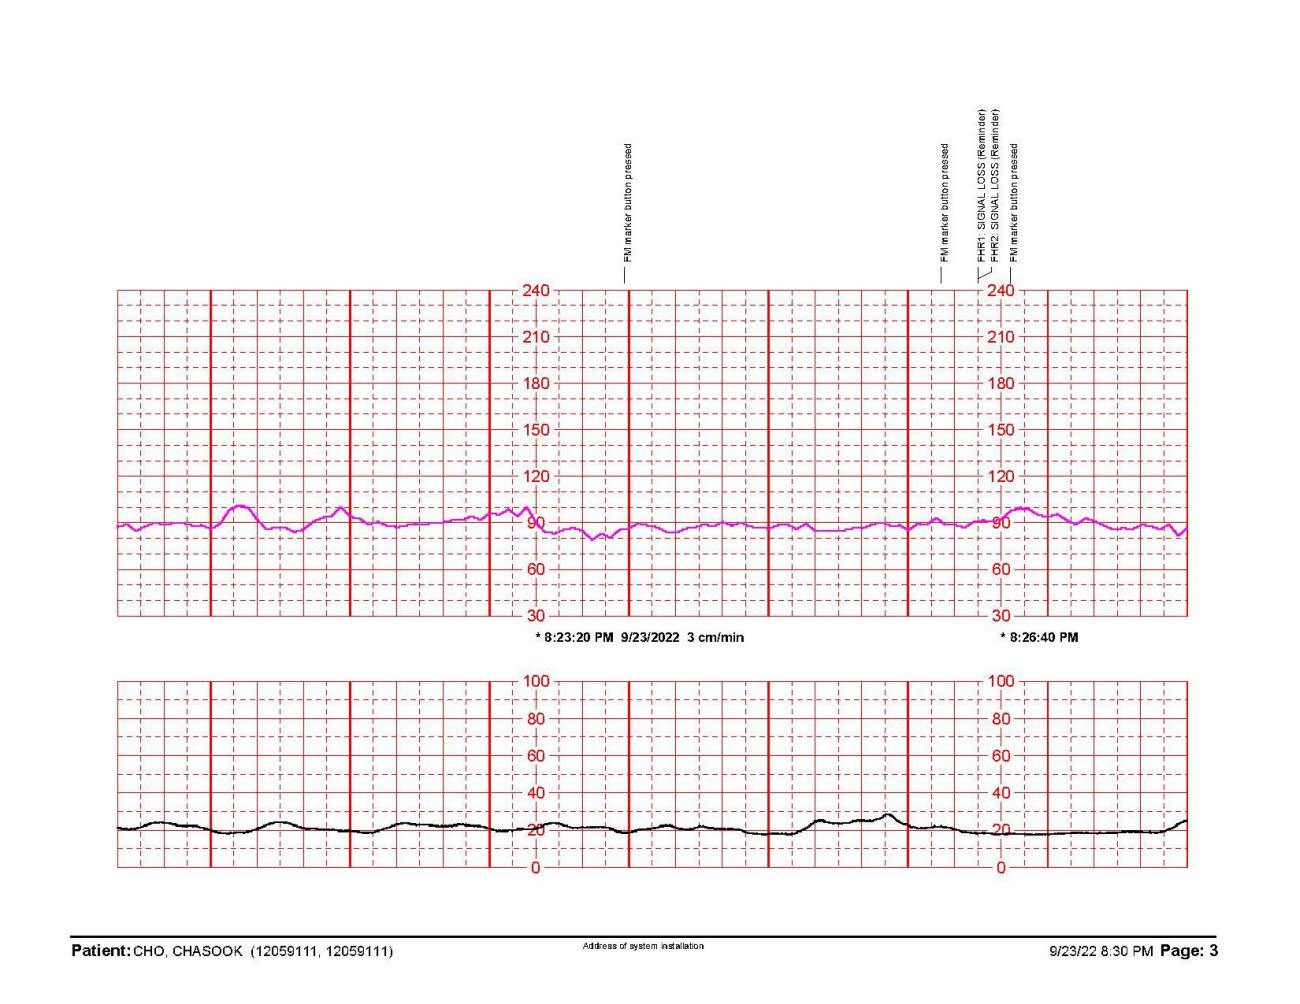 FM marker button pressed
FM marker button pressed
FHR1: SIGNAL LOSS (Reminder)
FHR2: SIGNAL LOSS (Reminder)
FM marker button pressed
240 240
210 210
180 180
150 150
120 120
90 90
60 60
30 30
* 8:23:20 PM 9/23/2022 3 cm/min * 8:26:40 PM
100 100
80 80
60 60
40 40
20 20
0 0
Patient: CHO, CHASOOK (12059111, 12059111) Address of system installation 9/23/22 8:30 PM Page: 3